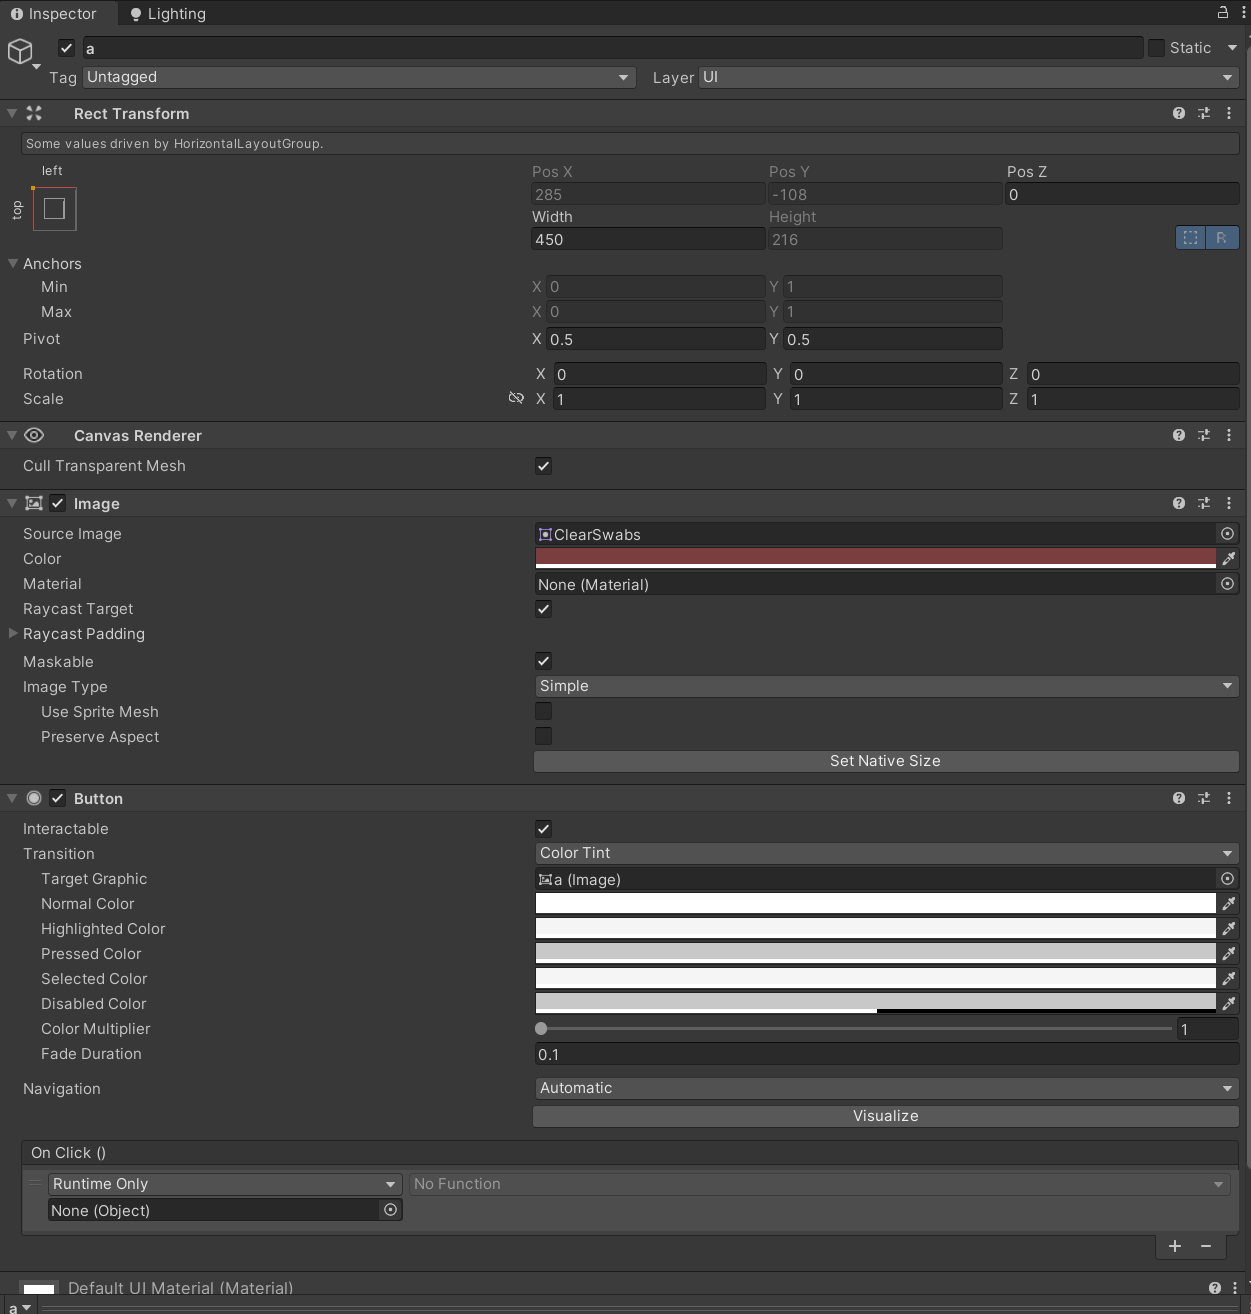 Inspector Lighting
a Static
Tag Untagged Layer UI
Rect Transform
Some values driven by HorizontalLayoutGroup.
left Pos X Pos Y Pos Z
top 285 -108 0
Width Height
450 216 R
Anchors
Min X 0 Y 1
Max X 0 Y 1
Pivot X 0.5 Y 0.5
Rotation X 0 Y 0 Z 0
Scale X 1 Y 1 Z 1
Canvas Renderer
Cull Transparent Mesh
Image
Source Image ClearSwabs
Color
Material None (Material)
Raycast Target
Raycast Padding
Maskable
Image Type Simple
Use Sprite Mesh
Preserve Aspect
Set Native Size
Button
Interactable
Transition Color Tint
Target Graphic a (Image)
Normal Color
Highlighted Color
Pressed Color
Selected Color
Disabled Color
Color Multiplier 1
Fade Duration 0.1
Navigation Automatic
Visualize
On Click ()
Runtime Only No Function
None (Object)
+ −
Default UI Material (Material)
a